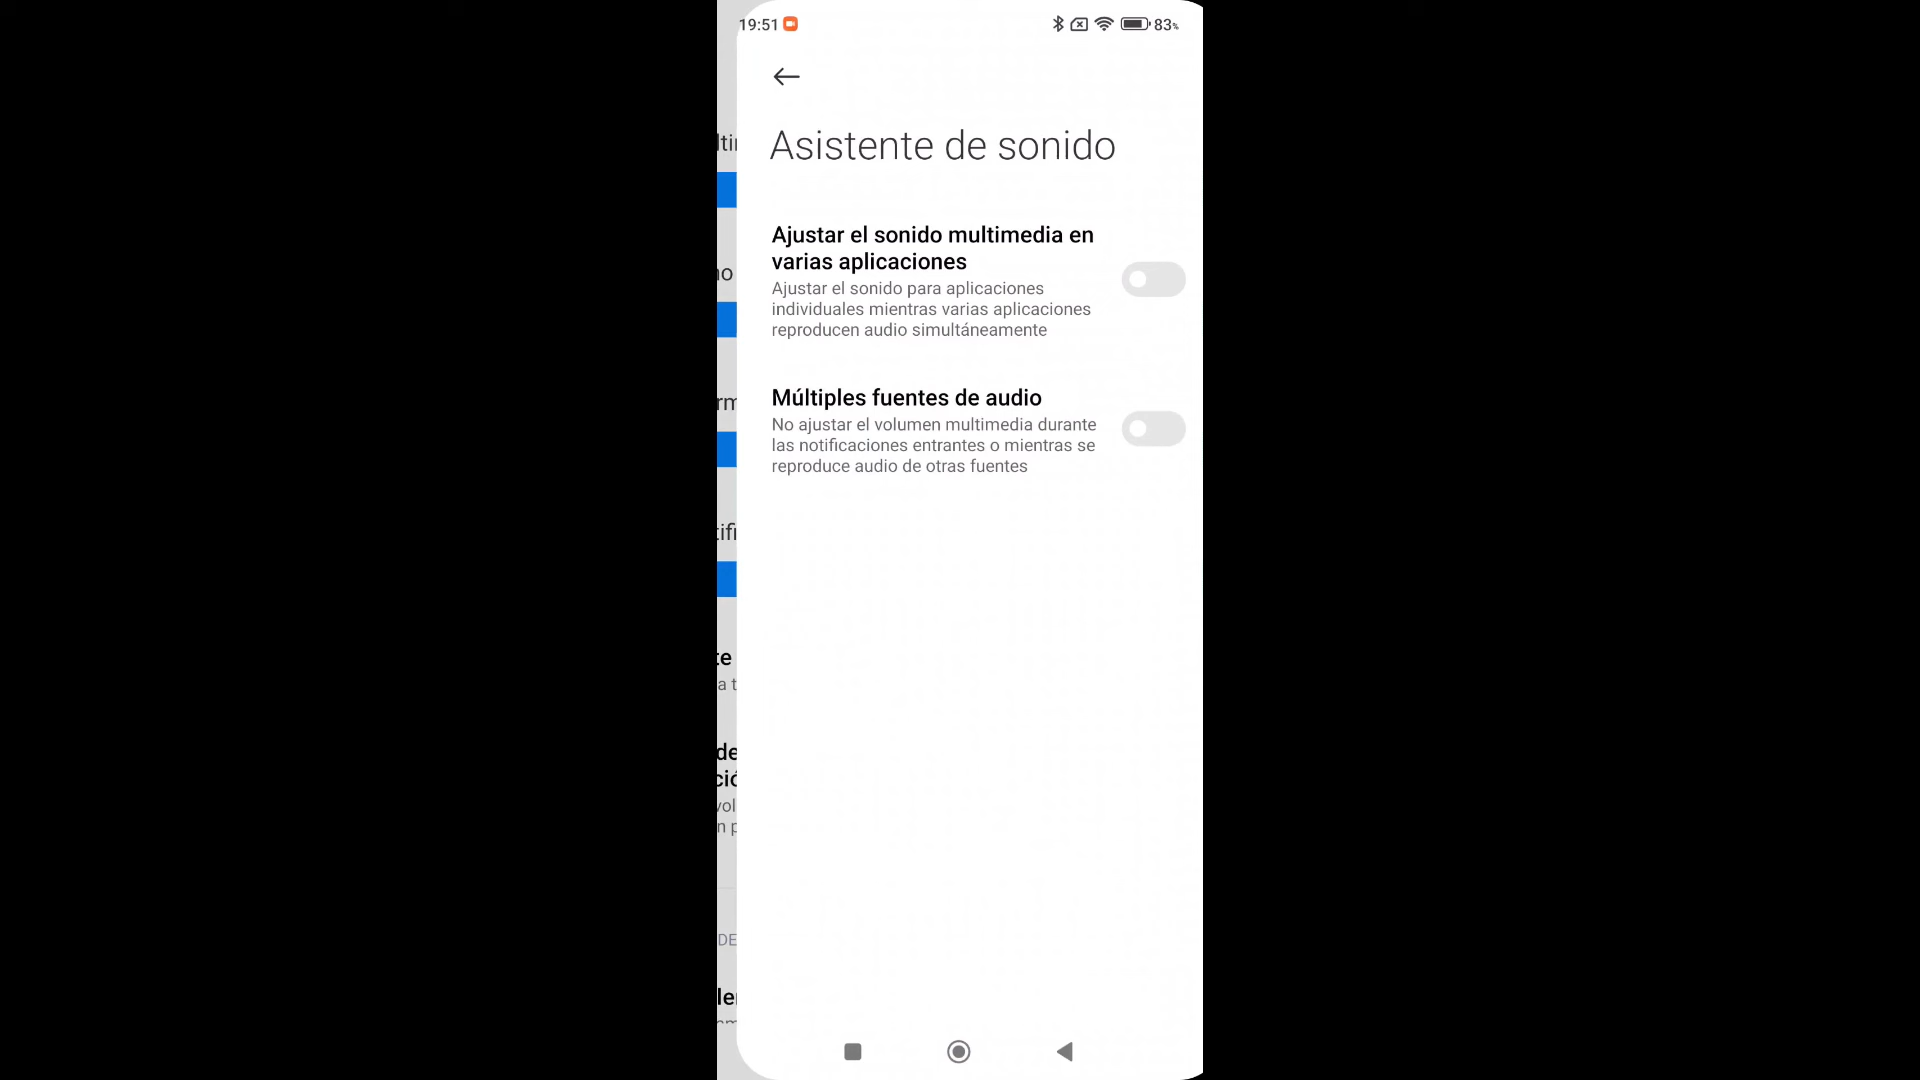 19:51
83%
Asistente de sonido
Ajustar el sonido multimedia en
varias aplicaciones
Ajustar el sonido para aplicaciones
individuales mientras varias aplicaciones
reproducen audio simultáneamente
Múltiples fuentes de audio
No ajustar el volumen multimedia durante
las notificaciones entrantes o mientras se
reproduce audio de otras fuentes